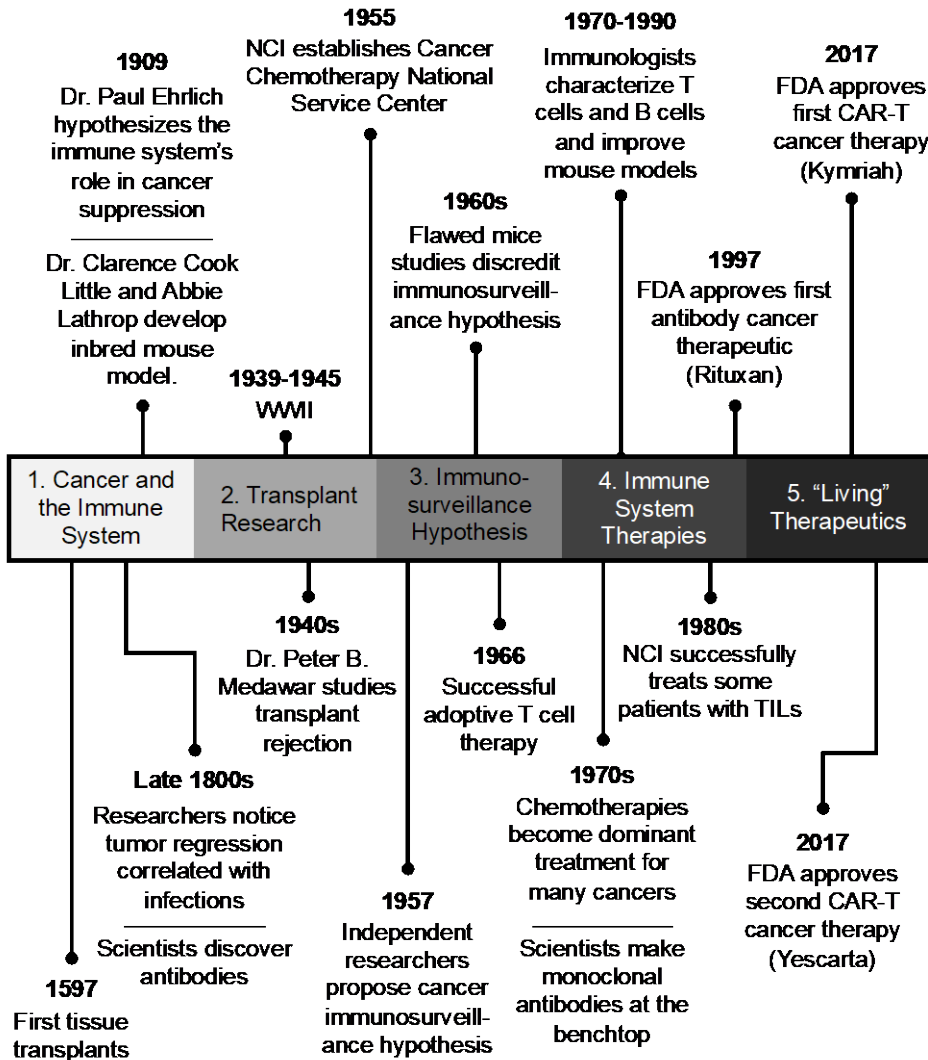 1909
Dr. Paul Ehrlich
hypothesizes the
immune system's
role in cancer
suppression
Dr. Clarence Cook
Little and Abbie
Lathrop develop
inbred mouse
model.
1939-1945
WWII
1955
NCI establishes Cancer
Chemotherapy National
Service Center
1960s
Flawed mice
studies discredit
immunosurveill-
ance hypothesis
1970-1990
Immunologists
characterize T
cells and B cells
and improve
mouse models
1997
FDA approves first
antibody cancer
therapeutic
(Rituxan)
2017
FDA approves
first CAR-T
cancer therapy
(Kymriah)
1. Cancer and
the Immune
System
2. Transplant
Research
3. Immuno-
surveillance
Hypothesis
4. Immune
System
Therapies
5. “Living”
Therapeutics
1597
First tissue
transplants
Late 1800s
Researchers notice
tumor regression
correlated with
infections
Scientists discover
antibodies
1940s
Dr. Peter B.
Medawar studies
transplant
rejection
1957
Independent
researchers
propose cancer
immunosurveill-
ance hypothesis
1966
Successful
adoptive T cell
therapy
1970s
Chemotherapies
become dominant
treatment for
many cancers
Scientists make
monoclonal
antibodies at the
benchtop
1980s
NCI successfully
treats some
patients with TILs
2017
FDA approves
second CAR-T
cancer therapy
(Yescarta)